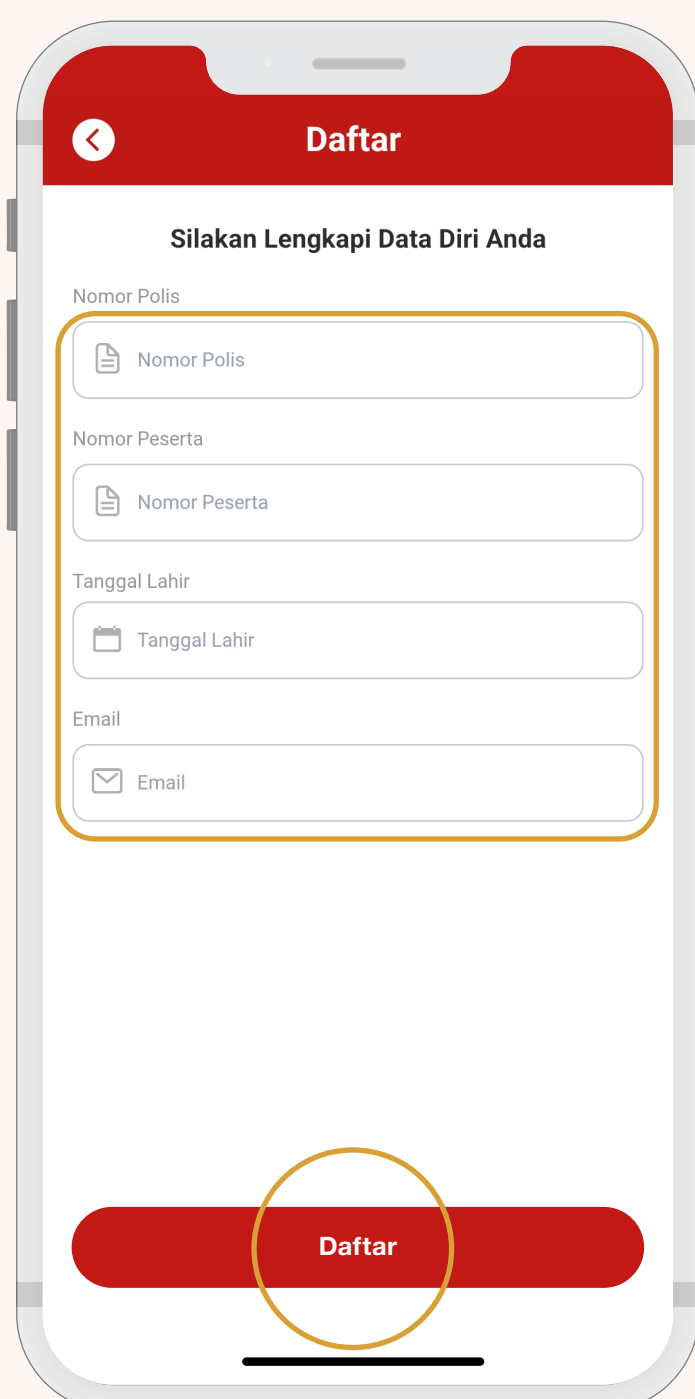 Daftar
Silakan Lengkapi Data Diri Anda
Nomor Polis
Nomor Polis
Nomor Peserta
Nomor Peserta
Tanggal Lahir
Tanggal Lahir
Email
Email
Daftar